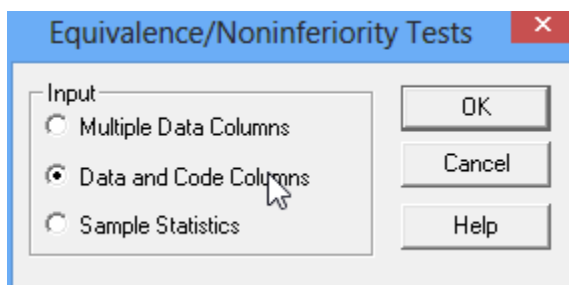 Equivalence/Noninferiority Tests
Input
Multiple Data Columns
Data and Code Columns
Sample Statistics
OK
Cancel
Help